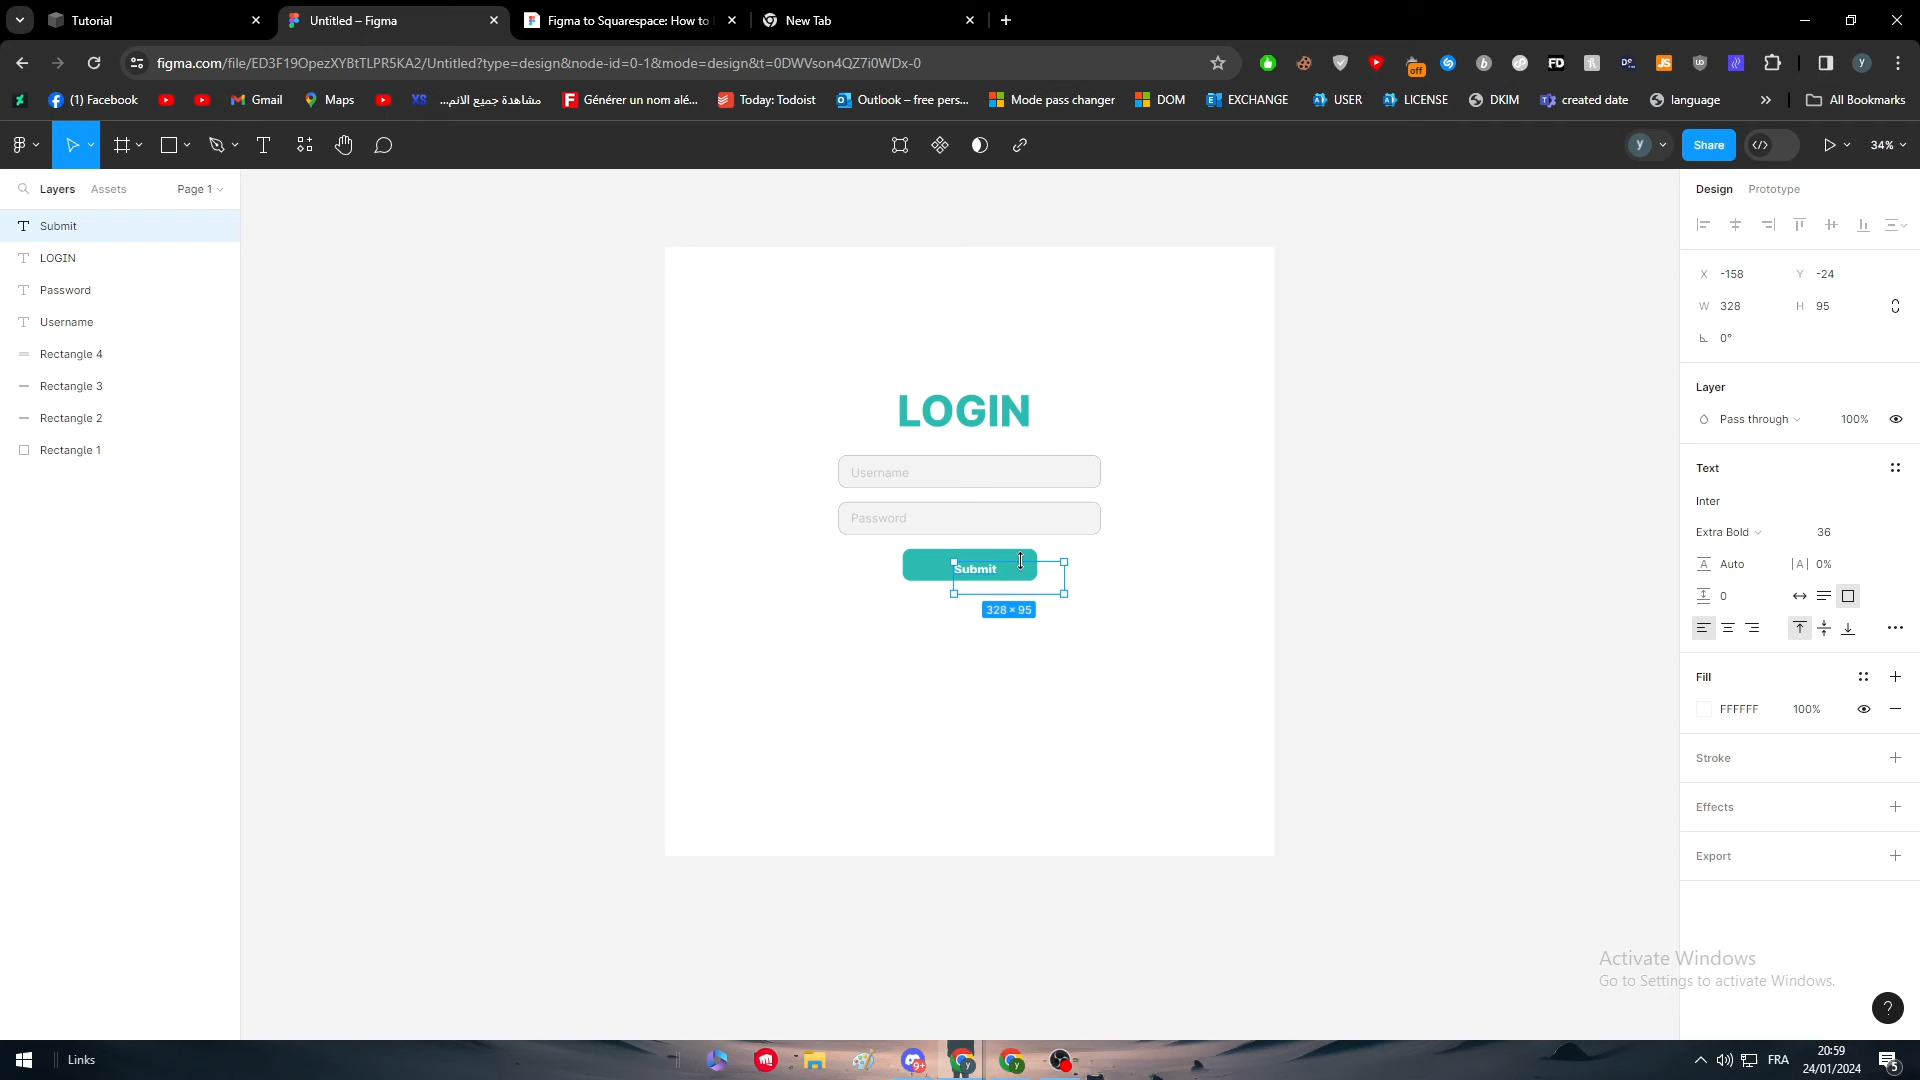 Tutorial
Untitled – Figma
Figma to Squarespace: How to
New Tab
figma.com/file/ED3F19OpezXYBtTLPR5KA2/Untitled?type=design&node-id=0-1&mode=design&t=0DWVson4QZ7i0WDx-0
(1) Facebook
Gmail
Maps
مشاهدة جميع الانم...
Générer un nom alé...
Today: Todoist
Outlook – free pers...
Mode pass changer
DOM
EXCHANGE
USER
LICENSE
DKIM
created date
language
All Bookmarks
Share
34%
Layers
Assets
Page 1
Submit
LOGIN
Password
Username
Rectangle 4
Rectangle 3
Rectangle 2
Rectangle 1
LOGIN
Username
Password
Submit
328 × 95
Design
Prototype
X -158 Y -24
W 328 H 95
0°
Layer
Pass through 100%
Text
Inter
Extra Bold 36
Auto |A| 0%
0
Fill
FFFFFF 100%
Stroke
Effects
Export
Activate Windows
Go to Settings to activate Windows.
?
Links
FRA
20:59
24/01/2024
5